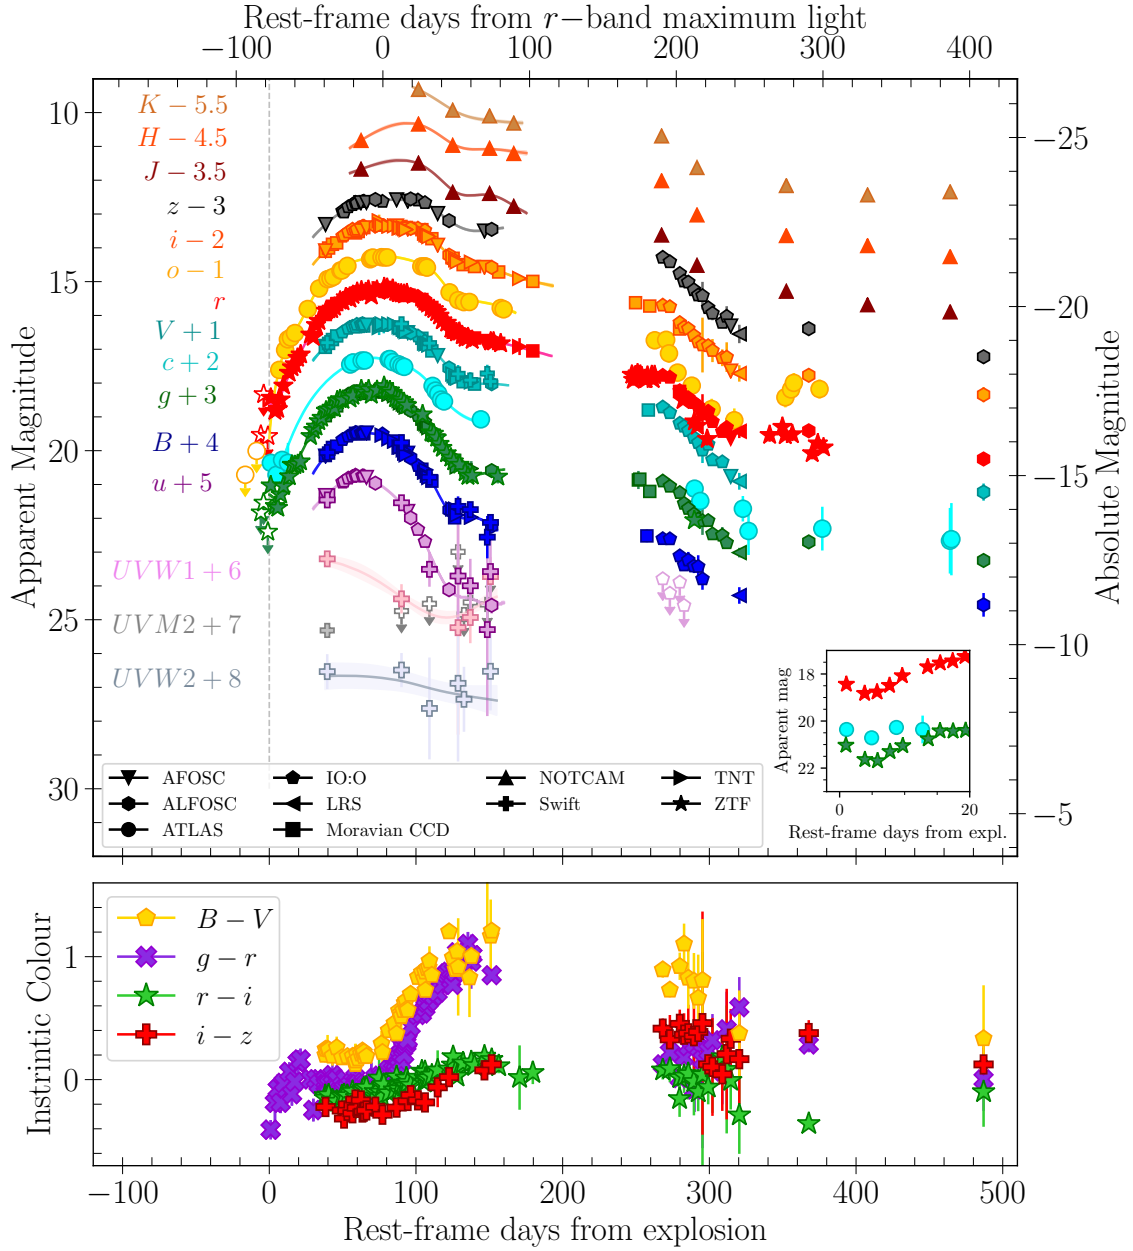 Rest-frame days from r−band maximum light
−100 0 100 200 300 400
K − 5.5
H − 4.5
J − 3.5
z − 3
i − 2
o − 1
r
V + 1
c + 2
g + 3
B + 4
u + 5
UVW1 + 6
UVM2 + 7
UVW2 + 8
Apparent Magnitude
10
15
20
25
30
Absolute Magnitude
−25
−20
−15
−10
−5
Aparent mag
18
20
22
0 20
Rest-frame days from expl.
AFOSC IO:O NOTCAM TNT
ALFOSC LRS Swift ZTF
ATLAS Moravian CCD
Instrintic Colour
1
0
B − V
g − r
r − i
i − z
−100 0 100 200 300 400 500
Rest-frame days from explosion